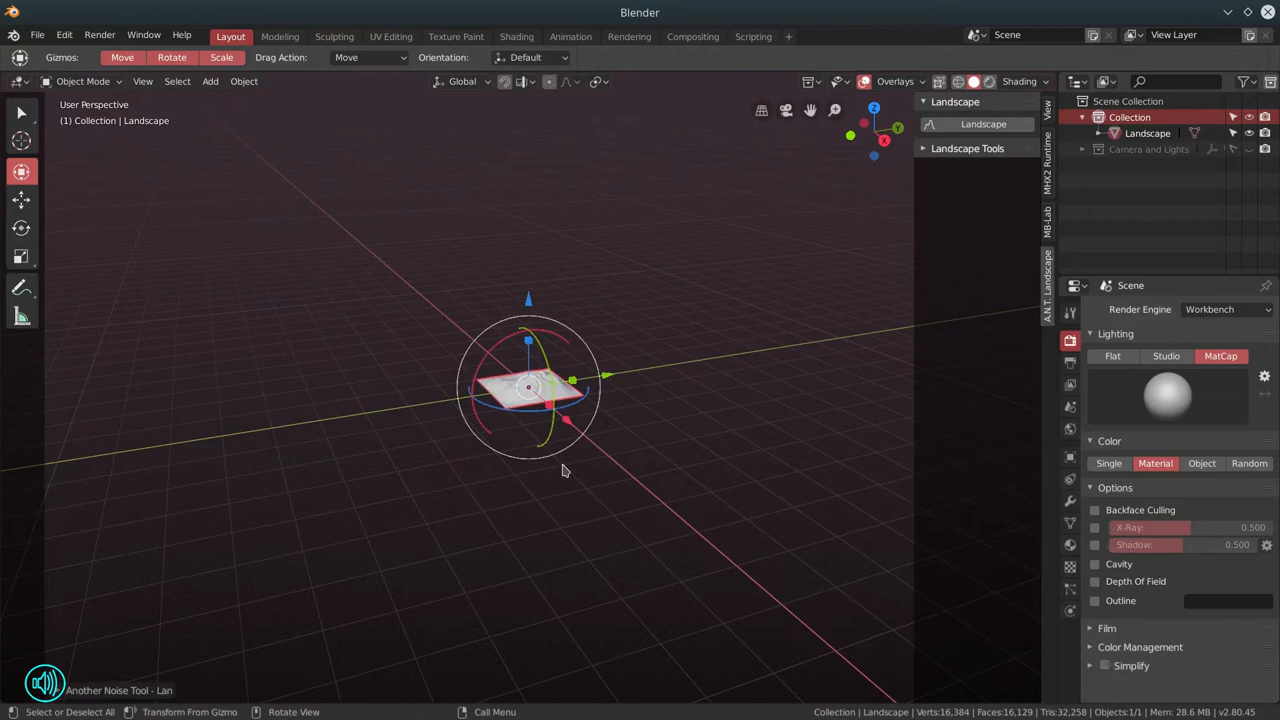 Blender
File Edit Render Window Help Layout Modeling Sculpting UV Editing Texture Paint Shading Animation Rendering Compositing Scripting + Scene View Layer
Gizmos: Move Rotate Scale Drag Action: Move Orientation: Default
Object Mode View Select Add Object Global Overlays Shading
User Perspective
(1) Collection | Landscape
Z
Y
X
Landscape
Landscape
Landscape Tools
View
MHX2 Runtime
MB-Lab
A.N.T. Landscape
Scene Collection
Collection
Landscape
Camera and Lights
Scene
Render Engine Workbench
Lighting
Flat Studio MatCap
Color
Single Material Object Random
Options
Backface Culling
X-Ray: 0.500
Shadow: 0.500
Cavity
Depth Of Field
Outline
Film
Color Management
Simplify
Another Noise Tool - Lan
Select or Deselect All Transform From Gizmo Rotate View Call Menu Collection | Landscape | Verts:16,384 | Faces:16,129 | Tris:32,258 | Objects:1/1 | Mem: 28.6 MB | v2.80.45